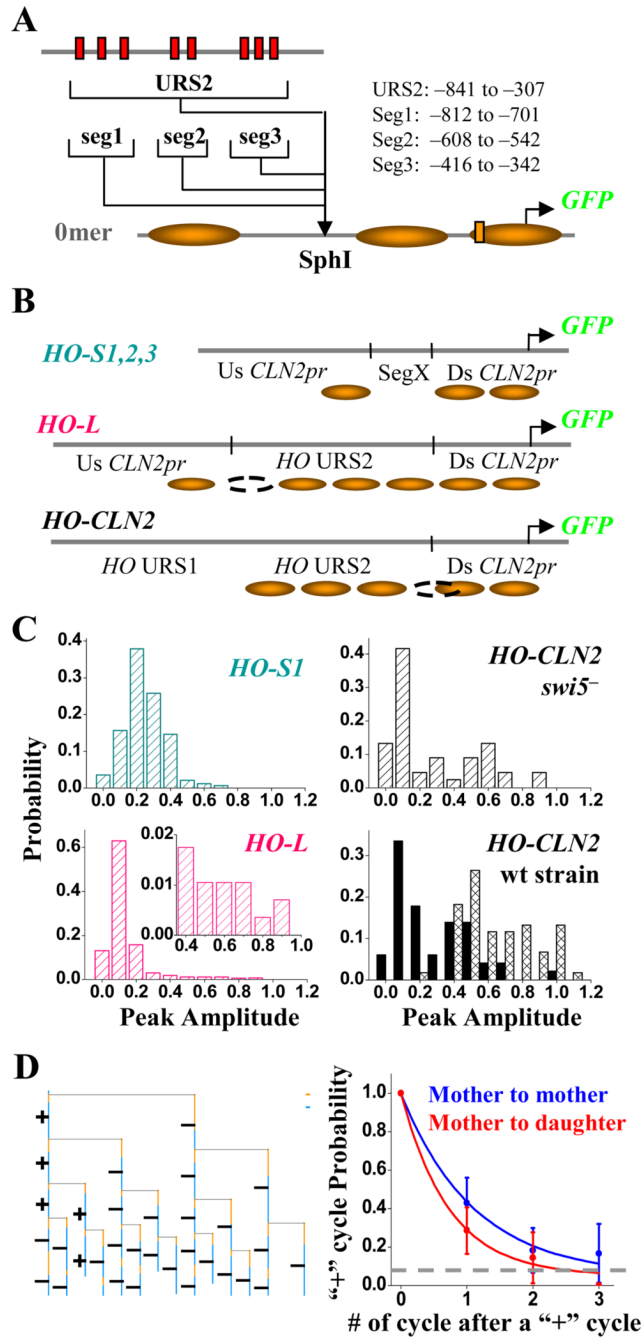 A
URS2
seg1 seg2 seg3
URS2: –841 to –307
Seg1: –812 to –701
Seg2: –608 to –542
Seg3: –416 to –342
0mer
SphI
GFP
B
HO-S1,2,3
GFP
Us CLN2pr SegX Ds CLN2pr
HO-L
GFP
Us CLN2pr HO URS2 Ds CLN2pr
HO-CLN2
GFP
HO URS1 HO URS2 Ds CLN2pr
C
Probability
HO-S1
0.4
0.3
0.2
0.1
0.0
0.0 0.2 0.4 0.6 0.8 1.0 1.2
HO-CLN2
swi5–
0.4
0.3
0.2
0.1
0.0
0.0 0.2 0.4 0.6 0.8 1.0 1.2
HO-L
0.6
0.4
0.2
0.0
0.02
0.01
0.00
0.4 0.6 0.8 1.0
0.0 0.2 0.4 0.6 0.8 1.0 1.2
Peak Amplitude
HO-CLN2
wt strain
0.3
0.2
0.1
0.0
0.0 0.2 0.4 0.6 0.8 1.0 1.2
Peak Amplitude
D
+ + + + + – – – – – – – – – – – – – – – – – –
“+” cycle Probability
Mother to mother
Mother to daughter
1.0
0.8
0.6
0.4
0.2
0.0
0 1 2 3
# of cycle after a “+” cycle